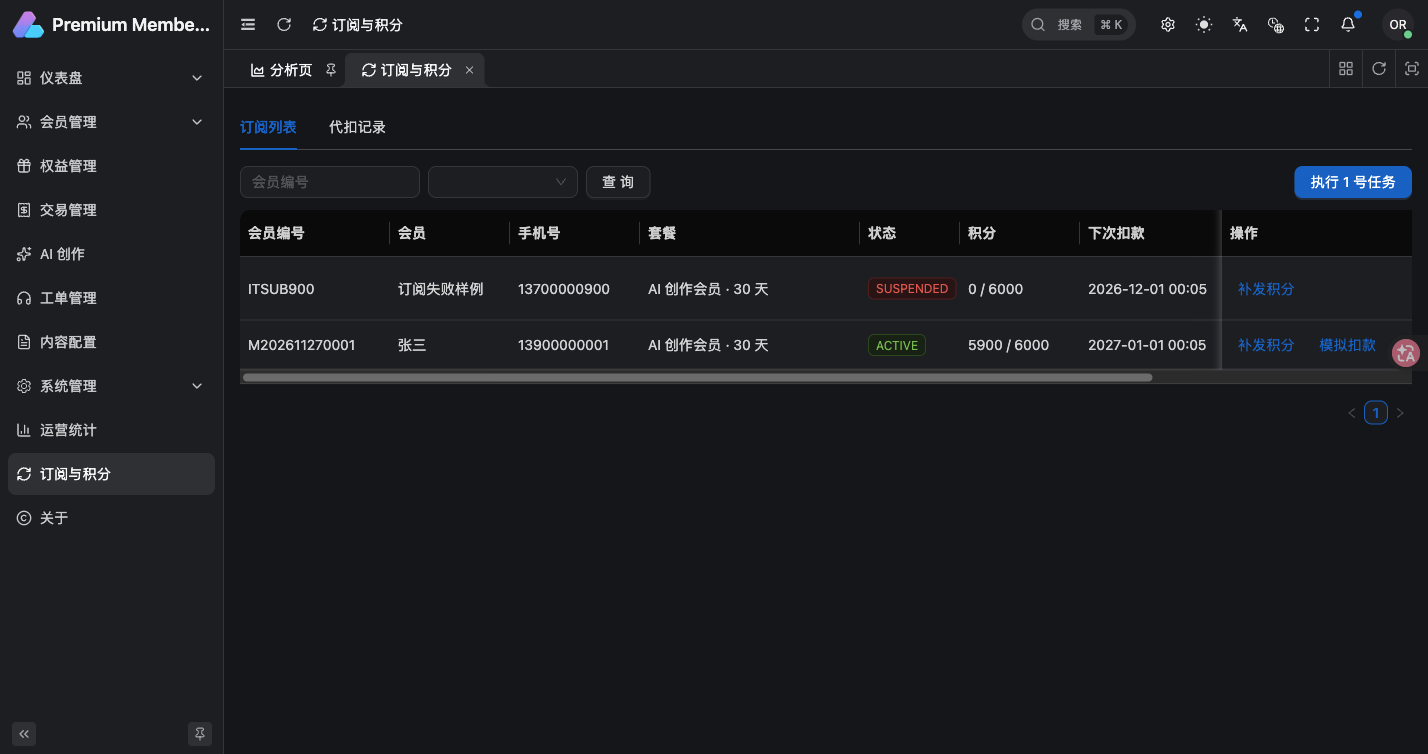 Premium Membe...
订阅与积分
搜索
⌘ K
OR
仪表盘
会员管理
权益管理
交易管理
AI 创作
工单管理
内容配置
系统管理
运营统计
订阅与积分
关于
分析页
订阅与积分
订阅列表 代扣记录
会员编号
查 询
执行 1 号任务
会员编号 会员 手机号 套餐 状态 积分 下次扣款 操作
ITSUB900 订阅失败样例 13700000900 AI 创作会员 · 30 天 SUSPENDED 0 / 6000 2026-12-01 00:05 补发积分
M202611270001 张三 13900000001 AI 创作会员 · 30 天 ACTIVE 5900 / 6000 2027-01-01 00:05 补发积分 模拟扣款
1